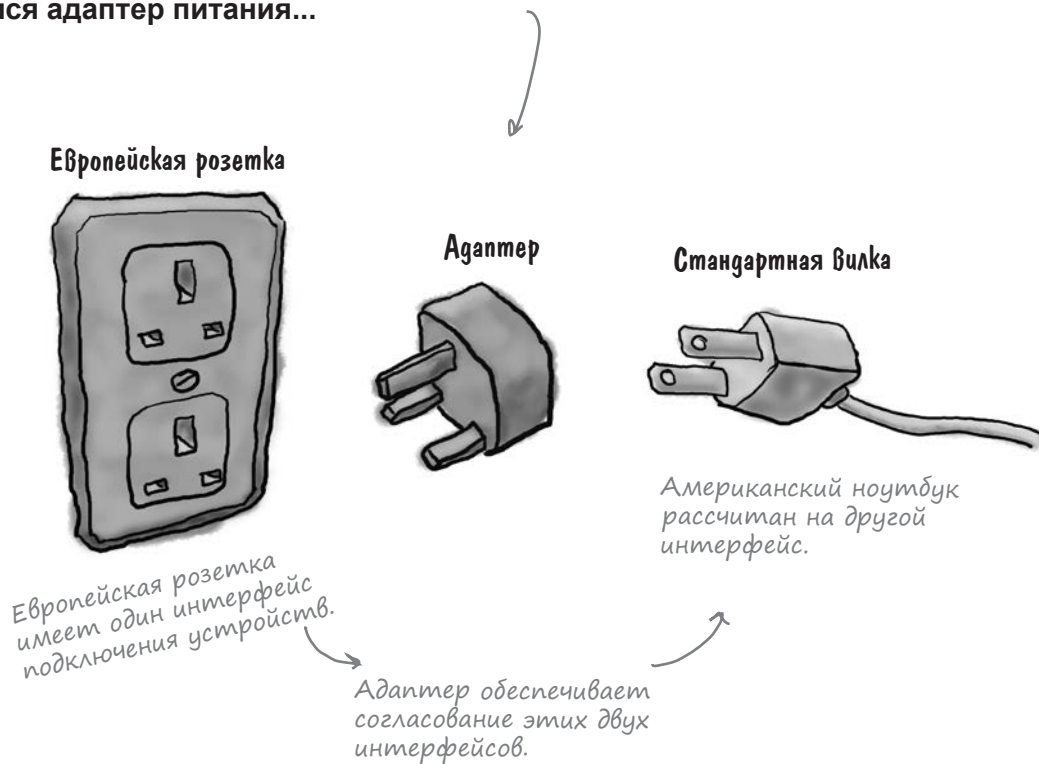 ся адаптер питания...
Европейская розетка
Адаптер
Стандартная вилка
Американский ноутбук
рассчитан на другой
интерфейс.
Европейская розетка
имеет один интерфейс
подключения устройств.
Адаптер обеспечивает
согласование этих двух
интерфейсов.